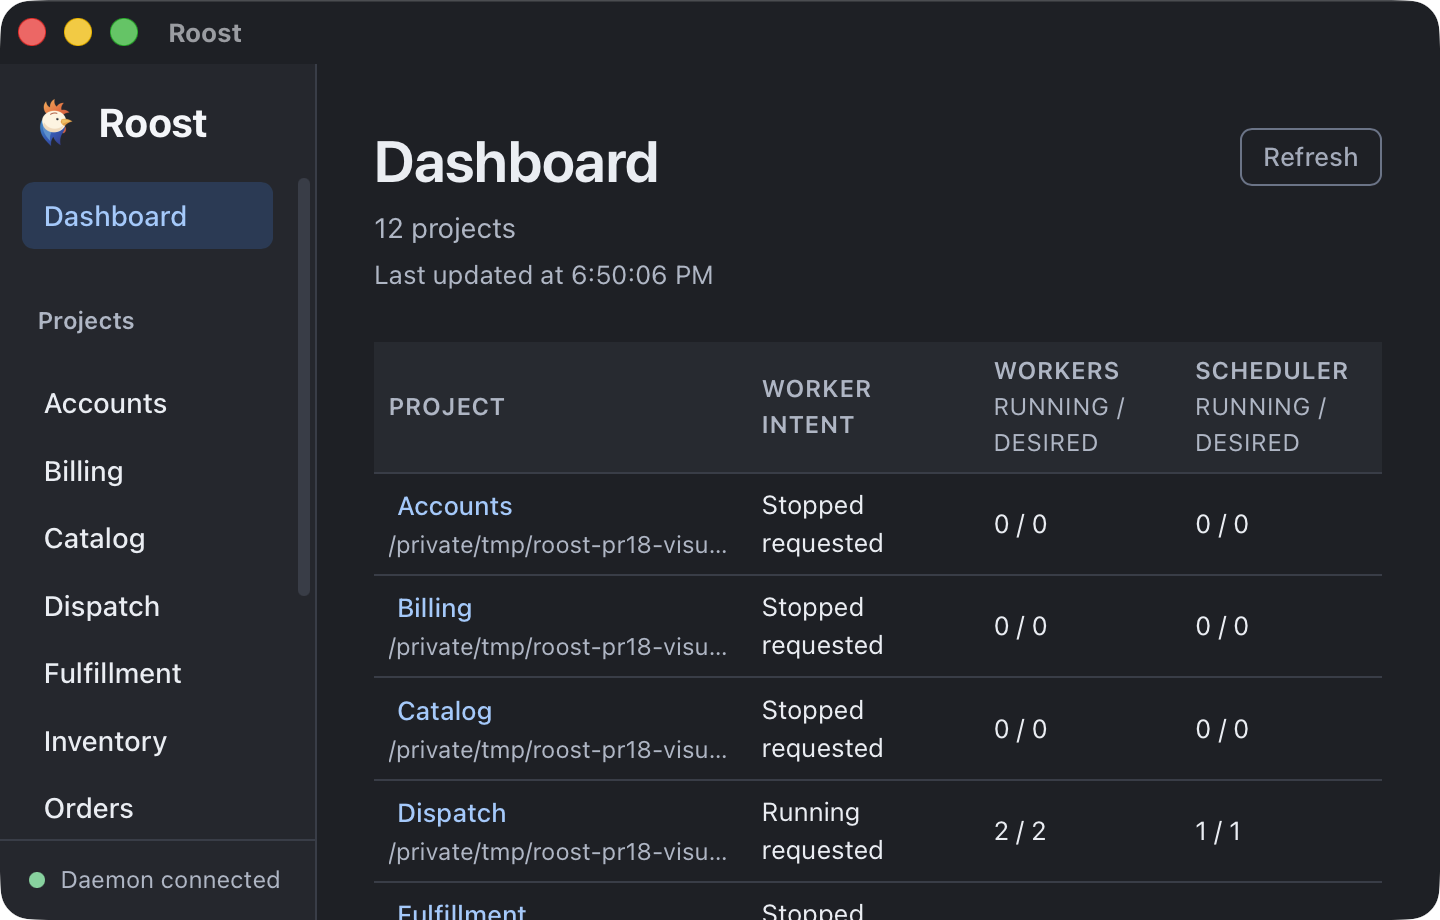 Roost
Roost
Dashboard
Projects
Accounts
Billing
Catalog
Dispatch
Fulfillment
Inventory
Orders
Daemon connected
Dashboard
Refresh
12 projects
Last updated at 6:50:06 PM
PROJECT
WORKER
INTENT
WORKERS
RUNNING /
DESIRED
SCHEDULER
RUNNING /
DESIRED
Accounts
/private/tmp/roost-pr18-visu...
Stopped
requested
0 / 0
0 / 0
Billing
/private/tmp/roost-pr18-visu...
Stopped
requested
0 / 0
0 / 0
Catalog
/private/tmp/roost-pr18-visu...
Stopped
requested
0 / 0
0 / 0
Dispatch
/private/tmp/roost-pr18-visu...
Running
requested
2 / 2
1 / 1
Fulfillment
Stopped